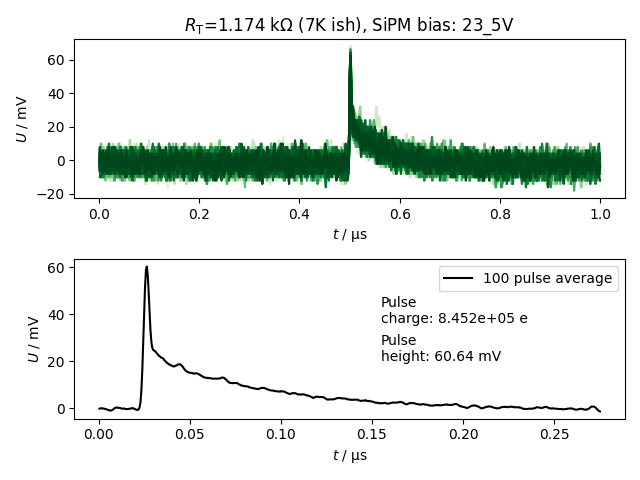 R_T=1.174 kΩ (7K ish), SiPM bias: 23_5V
U / mV
60
40
20
0
−20
0.0 0.2 0.4 0.6 0.8 1.0
t / µs
U / mV
60
40
20
0
100 pulse average
Pulse
charge: 8.452e+05 e
Pulse
height: 60.64 mV
0.00 0.05 0.10 0.15 0.20 0.25
t / µs